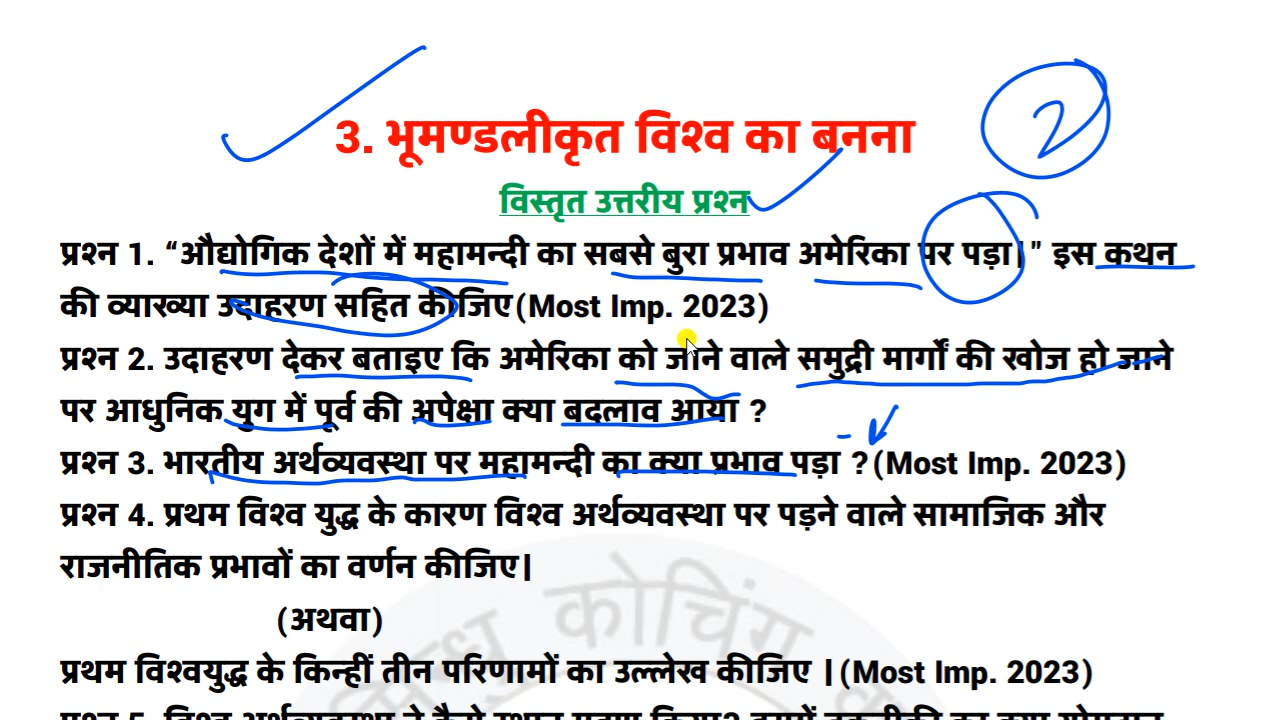 2
3. भूमण्डलीकृत विश्व का बनना
विस्तृत उत्तरीय प्रश्न
प्रश्न 1. “औद्योगिक देशों में महामन्दी का सबसे बुरा प्रभाव अमेरिका पर पड़ा।” इस कथन
की व्याख्या उदाहरण सहित कीजिए(Most Imp. 2023)
प्रश्न 2. उदाहरण देकर बताइए कि अमेरिका को जाने वाले समुद्री मार्गों की खोज हो जाने
पर आधुनिक युग में पूर्व की अपेक्षा क्या बदलाव आया ?
प्रश्न 3. भारतीय अर्थव्यवस्था पर महामन्दी का क्या प्रभाव पड़ा ?(Most Imp. 2023)
प्रश्न 4. प्रथम विश्व युद्ध के कारण विश्व अर्थव्यवस्था पर पड़ने वाले सामाजिक और
राजनीतिक प्रभावों का वर्णन कीजिए।
(अथवा)
प्रथम विश्वयुद्ध के किन्हीं तीन परिणामों का उल्लेख कीजिए ।(Most Imp. 2023)
कोचिंग